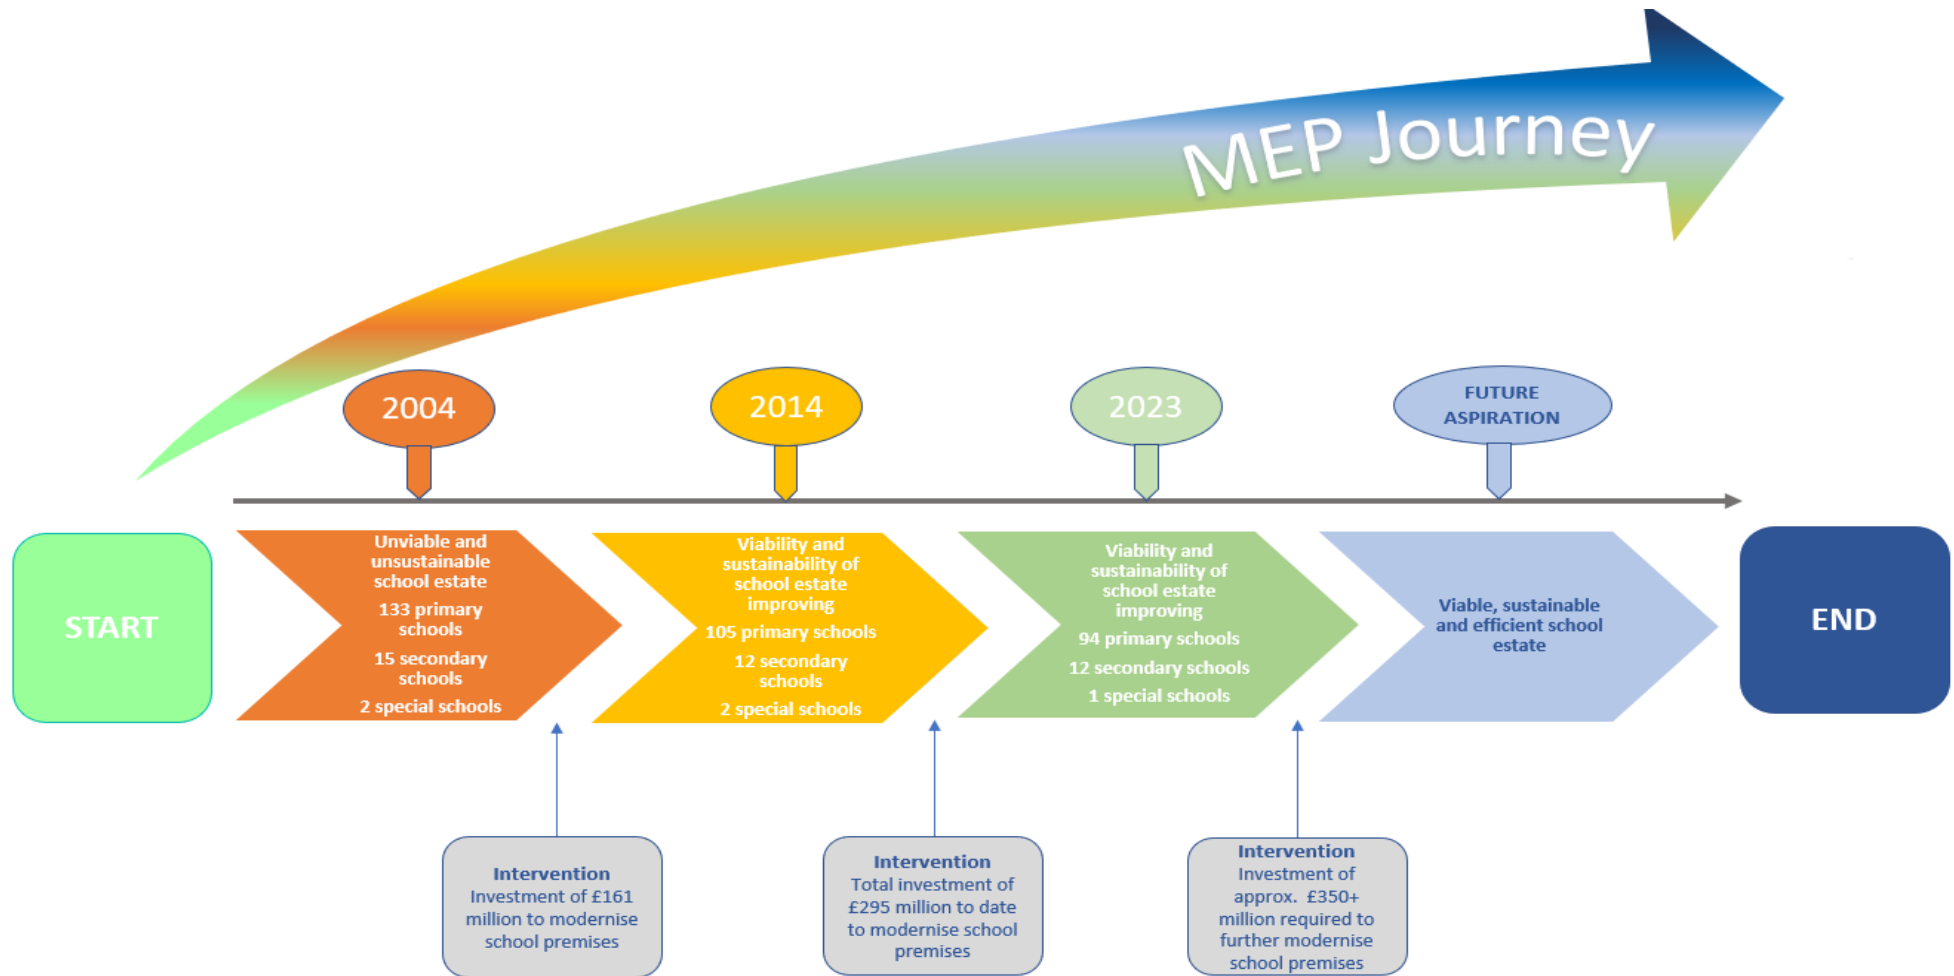 MEP Journey
2004
2014
2023
FUTURE
ASPIRATION
START
Unviable and
unsustainable
school estate
133 primary
schools
15 secondary
schools
2 special schools
Viability and
sustainability of
school estate
improving
105 primary schools
12 secondary
schools
2 special schools
Viability and
sustainability of
school estate
improving
94 primary schools
12 secondary schools
1 special schools
Viable, sustainable
and efficient school
estate
END
Intervention
Investment of £161
million to modernise
school premises
Intervention
Total investment of
£295 million to date
to modernise school
premises
Intervention
Investment of
approx. £350+
million required to
further modernise
school premises